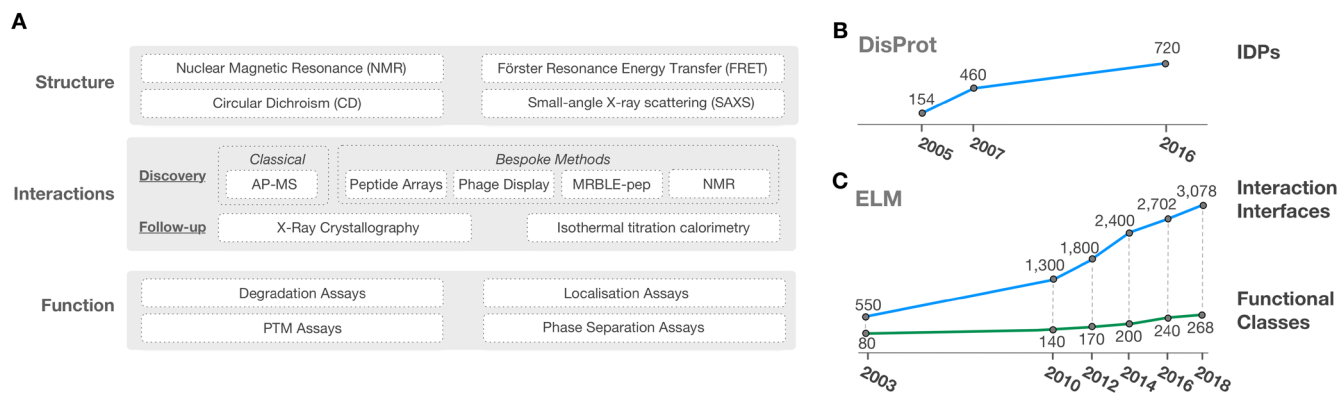 A
Structure
Nuclear Magnetic Resonance (NMR)
Förster Resonance Energy Transfer (FRET)
Circular Dichroism (CD)
Small-angle X-ray scattering (SAXS)
Interactions
Discovery
Classical
AP-MS
Bespoke Methods
Peptide Arrays
Phage Display
MRBLE-pep
NMR
Follow-up
X-Ray Crystallography
Isothermal titration calorimetry
Function
Degradation Assays
Localisation Assays
PTM Assays
Phase Separation Assays
B
DisProt
154
460
720
IDPs
2005
2007
2016
C
ELM
550
1,300
1,800
2,400
2,702
3,078
Interaction
Interfaces
80
140
170
200
240
268
Functional
Classes
2003
2010
2012
2014
2016
2018